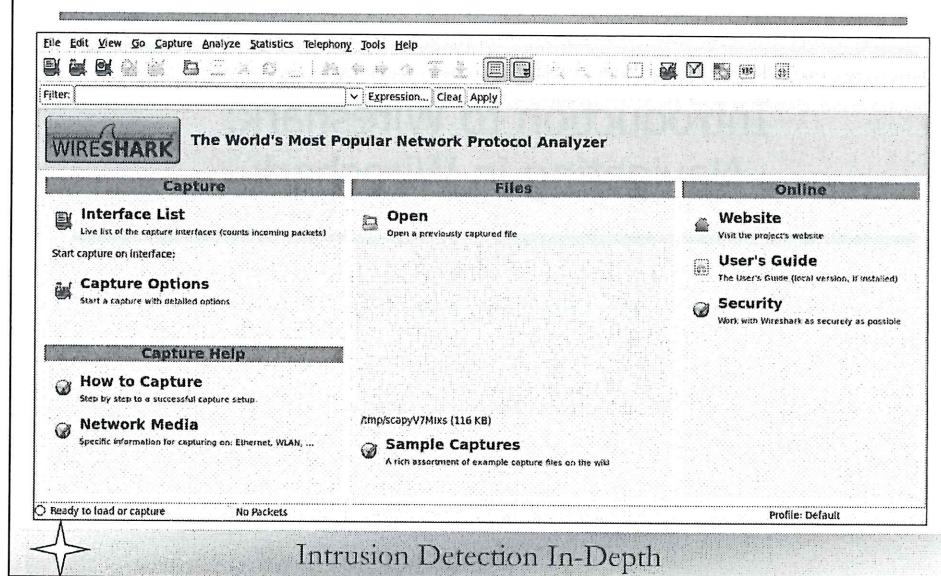 File Edit View Go Capture Analyze Statistics Telephony Tools Help
Filter: Expression... Clear Apply
WIRESHARK The World's Most Popular Network Protocol Analyzer
Capture
Interface List
Live list of the capture interfaces (counts incoming packets)
Start capture on interface:
Capture Options
Start a capture with detailed options
Capture Help
How to Capture
Step by step to a successful capture setup
Network Media
Specific information for capturing on: Ethernet, WLAN, ...
Files
Open
Open a previously captured file
/tmp/scapyV7Mixs (116 KB)
Sample Captures
A rich assortment of example capture files on the wiki
Online
Website
Visit the project's website
User's Guide
The User's Guide (local version, if installed)
Security
Work with Wireshark as securely as possible
Ready to load or capture No Packets Profile: Default
Intrusion Detection In-Depth